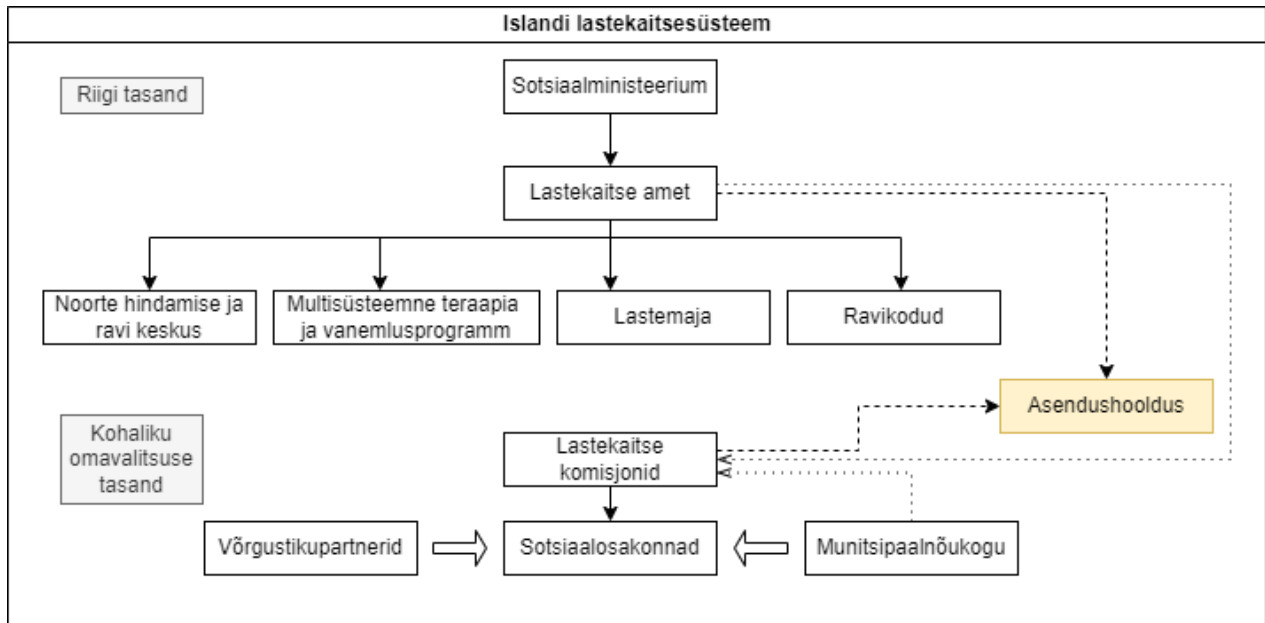 Islandi lastekaitsesüsteem
Riigi tasand
Sotsiaalministeerium
Lastekaitse amet
Noorte hindamise ja
ravi keskus
Multisüsteemne teraapia
ja vanemlusprogramm
Lastemaja
Ravikodud
Asendushooldus
Kohaliku
omavalitsuse
tasand
Lastekaitse
komisjonid
Võrgustikupartnerid
Sotsiaalosakonnad
Munitsipaalnõukogu